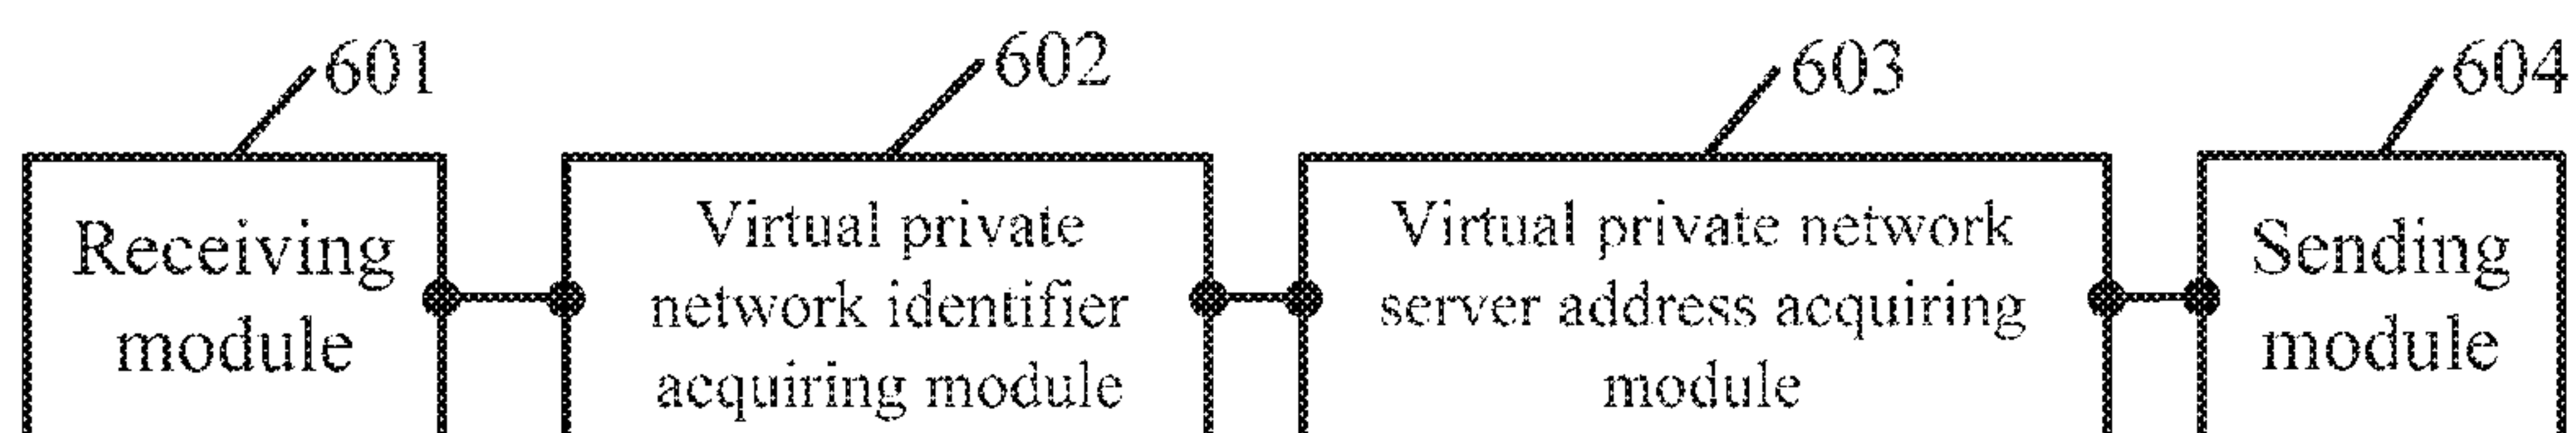 601
602
603
604
Receiving
module
Virtual private
network identifier
acquiring module
Virtual private network
server address acquiring
module
Sending
module